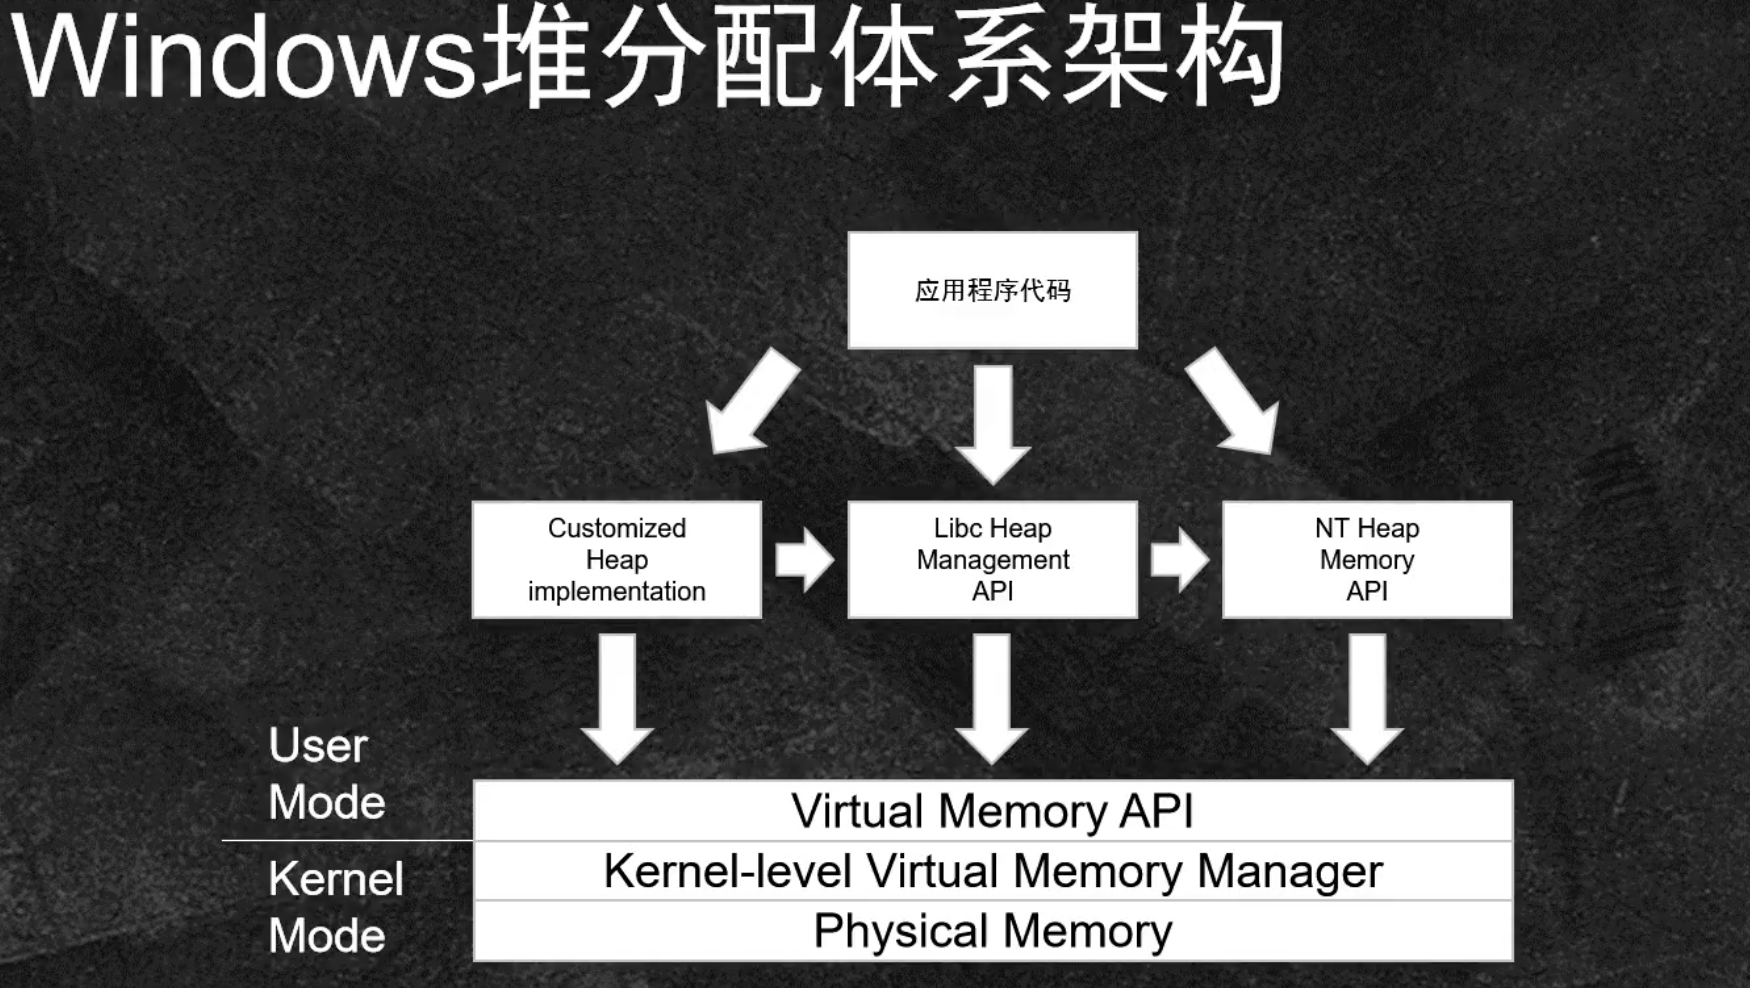 Windows堆分配体系架构
应用程序代码
Customized
Heap
implementation
Libc Heap
Management
API
NT Heap
Memory
API
User
Mode
Virtual Memory API
Kernel-level Virtual Memory Manager
Kernel
Mode
Physical Memory